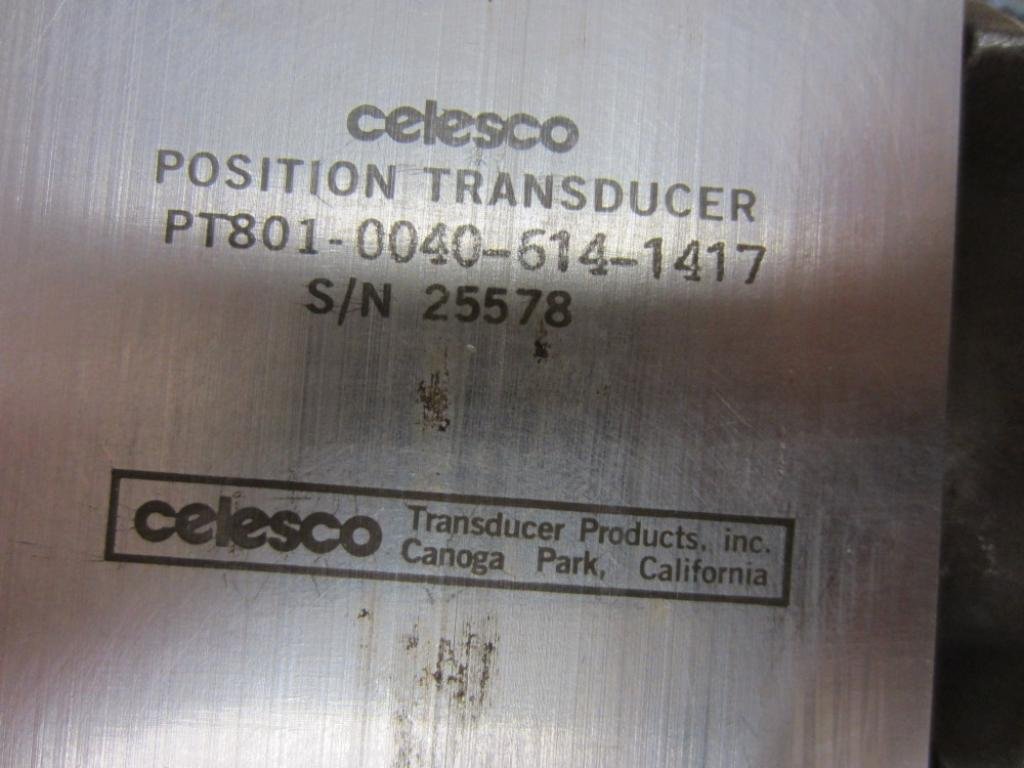 celesco
POSITION TRANSDUCER
PT801-0040-614-1417
S/N 25578
celesco Transducer Products, inc.
Canoga Park, California